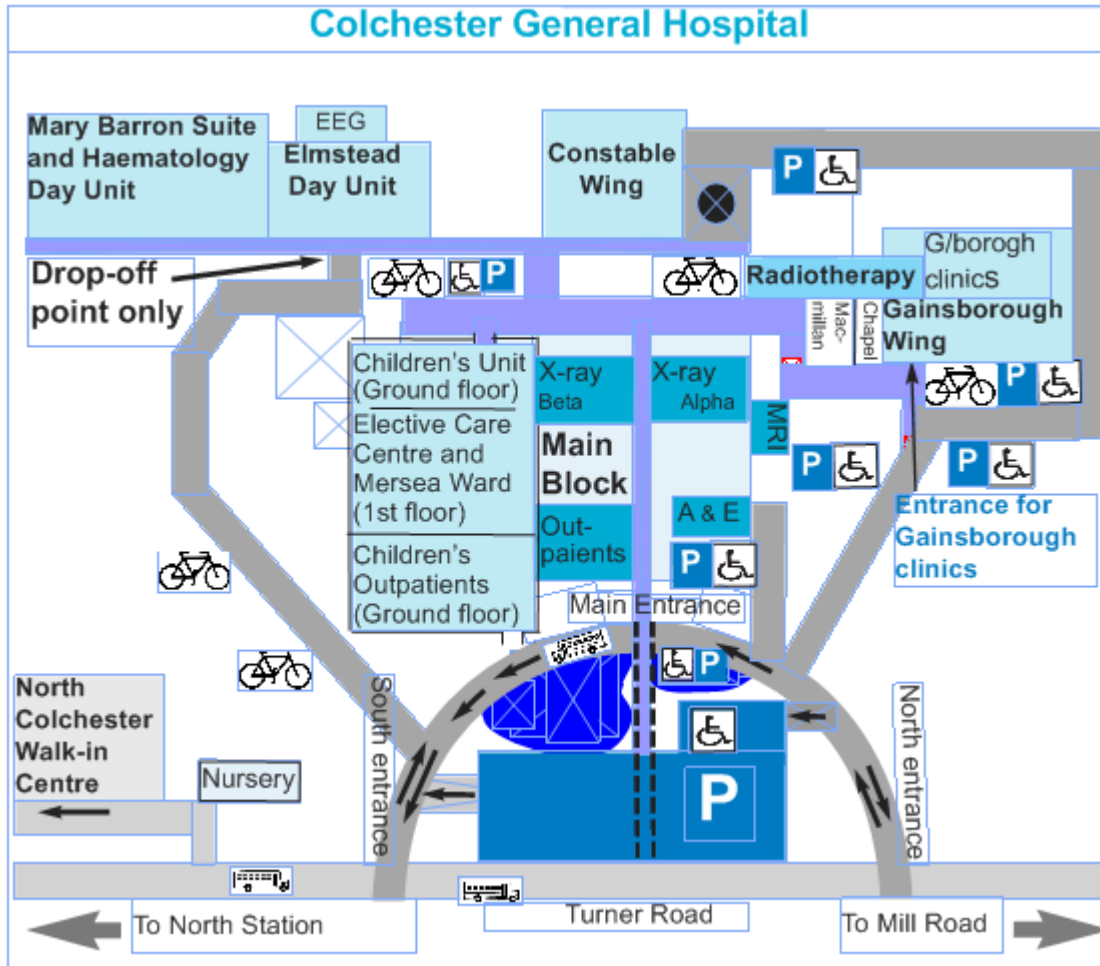 Colchester General Hospital
Mary Barron Suite
and Haematology
Day Unit
EEG
Elmstead
Day Unit
Constable
Wing
P
G/borogh
clinics
Drop-off
point only
P
Radiotherapy
Mac-
millan
Chapel
Gainsborough
Wing
Children's Unit
(Ground floor)
X-ray
Beta
X-ray
Alpha
P
MRI
Elective Care
Centre and
Mersea Ward
(1st floor)
Main
Block
P
P
A & E
Out-
paients
Entrance for
Gainsborough
clinics
Children's
Outpatients
(Ground floor)
P
Main Entrance
P
North
Colchester
Walk-in
Centre
South entrance
North entrance
Nursery
P
To North Station
Turner Road
To Mill Road